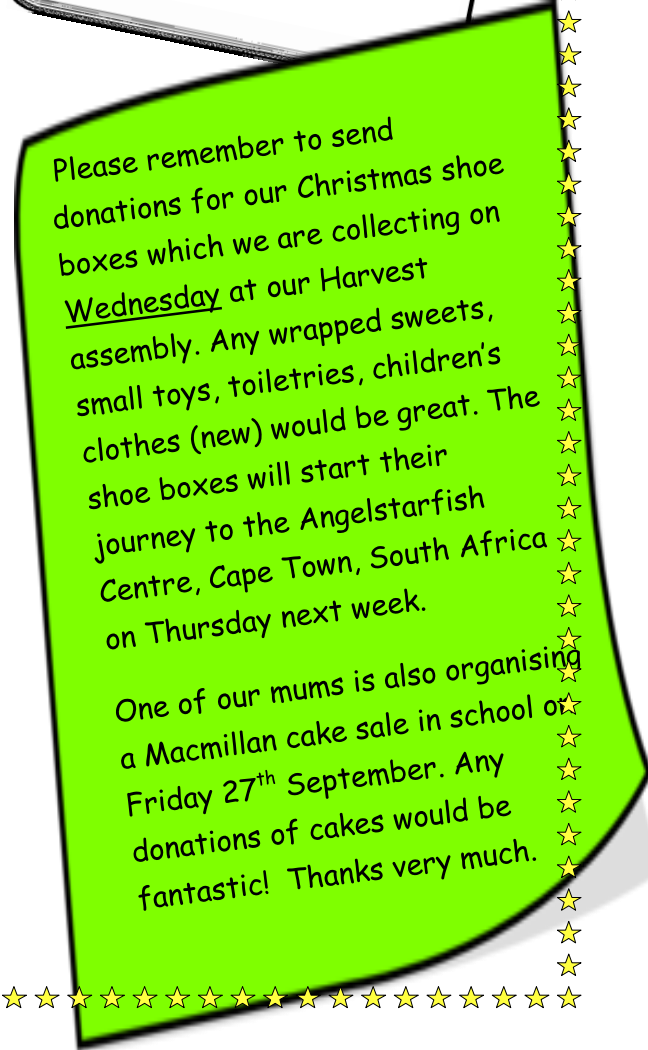 Please remember to send
donations for our Christmas shoe
boxes which we are collecting on
Wednesday at our Harvest
assembly. Any wrapped sweets,
small toys, toiletries, children's
clothes (new) would be great. The
shoe boxes will start their
journey to the Angelstarfish
Centre, Cape Town, South Africa
on Thursday next week.
One of our mums is also organising
a Macmillan cake sale in school on
Friday 27th September. Any
donations of cakes would be
fantastic!  Thanks very much.